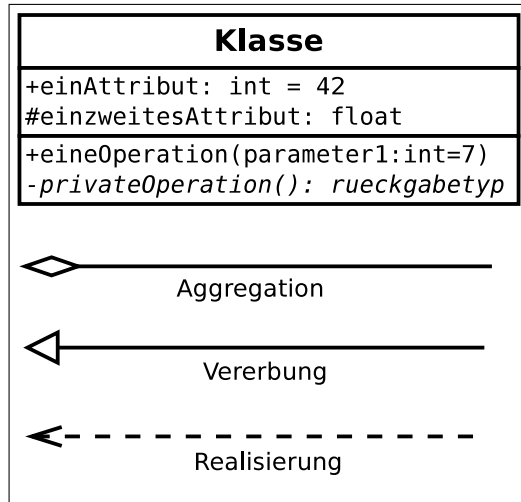 Klasse
+einAttribut: int = 42
#einzweitesAttribut: float
+eineOperation(parameter1:int=7)
-privateOperation(): rueckgabetyp
Aggregation
Vererbung
Realisierung